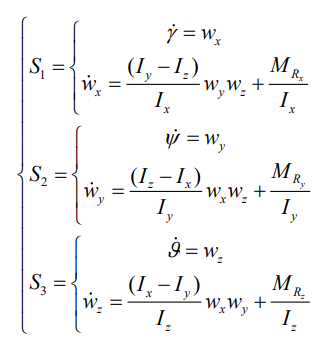 γ̇ = w_x
S_1 = { ẇ_x = (I_y − I_z)/I_x w_y w_z + M_{R_x}/I_x
ψ̇ = w_y
S_2 = { ẇ_y = (I_z − I_x)/I_y w_x w_z + M_{R_y}/I_y
ϑ̇ = w_z
S_3 = { ẇ_z = (I_x − I_y)/I_z w_x w_y + M_{R_z}/I_z